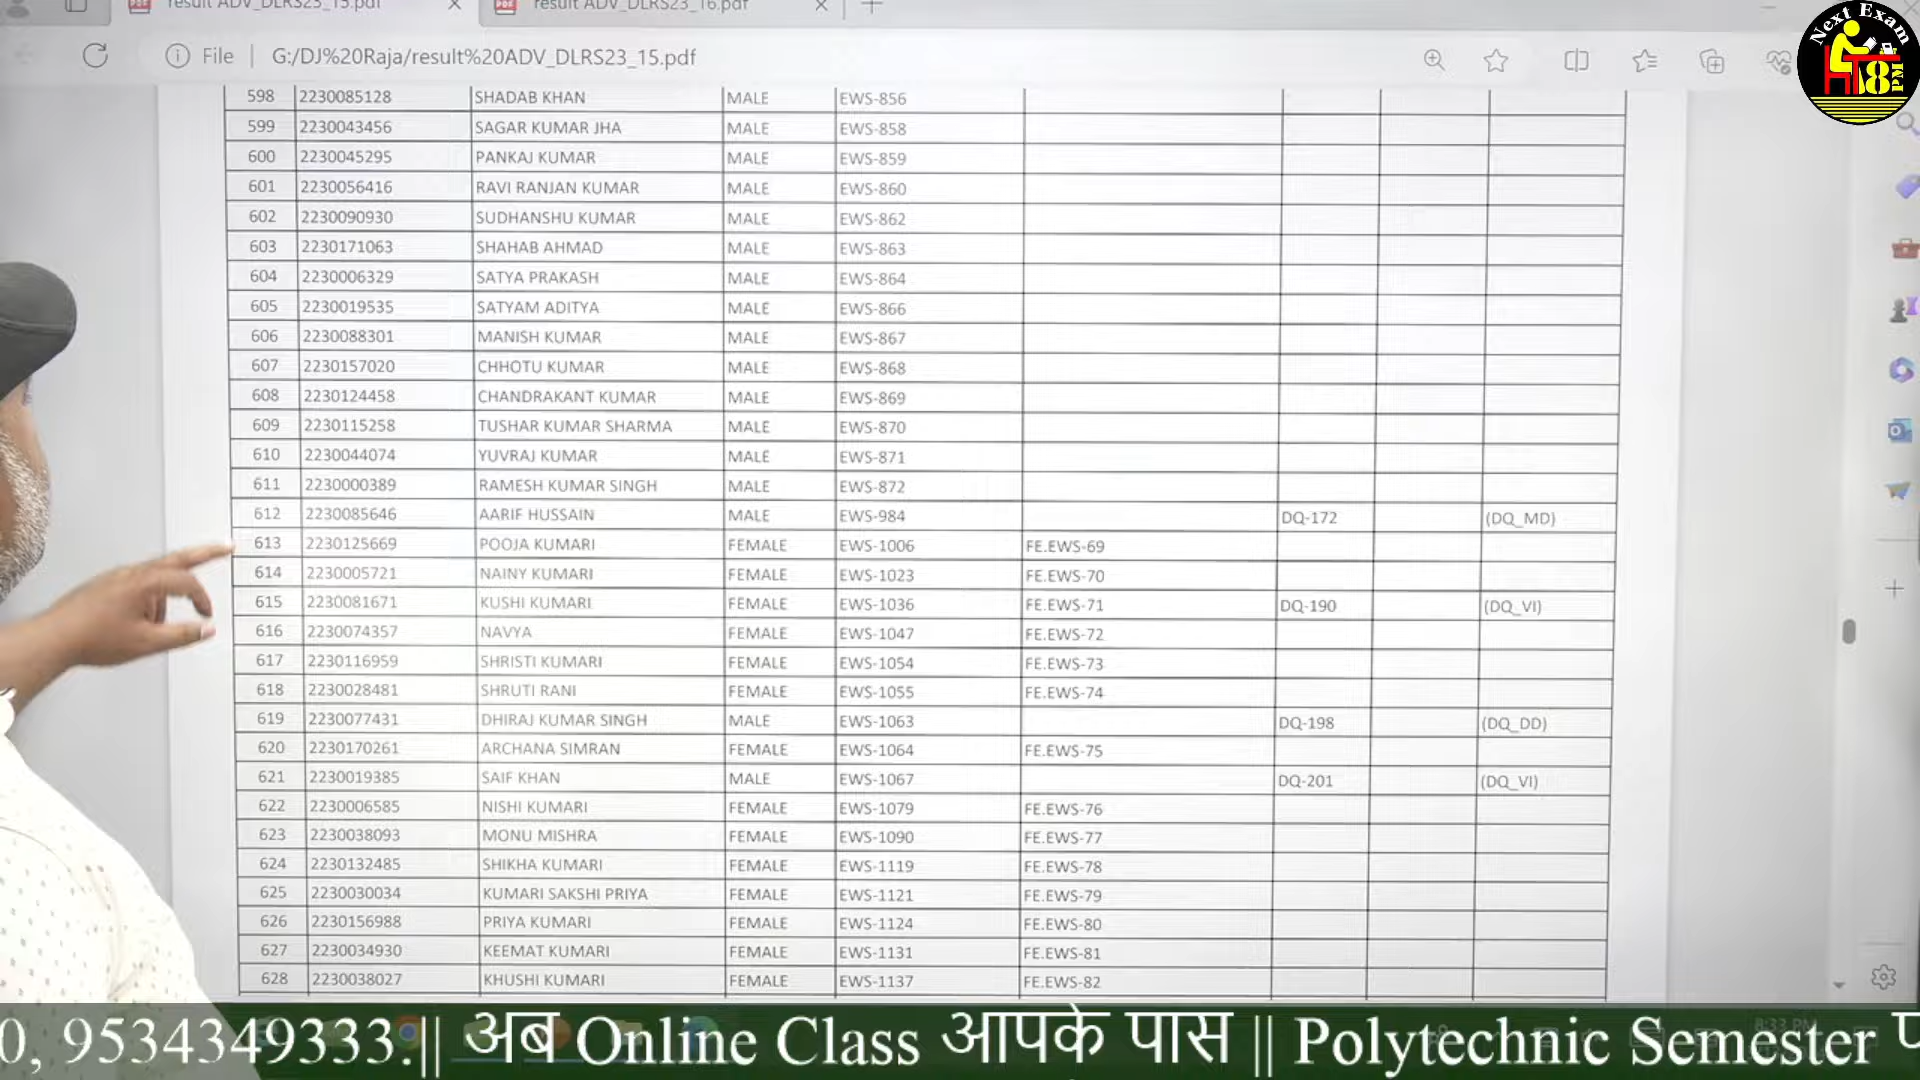 result ADV_DLRS23_15.pdf
result ADV_DLRS23_16.pdf
File G:/DJ%20Raja/result%20ADV_DLRS23_15.pdf
Next Exam
8 PM
598 2230085128 SHADAB KHAN MALE EWS-856
599 2230043456 SAGAR KUMAR JHA MALE EWS-858
600 2230045295 PANKAJ KUMAR MALE EWS-859
601 2230056416 RAVI RANJAN KUMAR MALE EWS-860
602 2230090930 SUDHANSHU KUMAR MALE EWS-862
603 2230171063 SHAHAB AHMAD MALE EWS-863
604 2230006329 SATYA PRAKASH MALE EWS-864
605 2230019535 SATYAM ADITYA MALE EWS-866
606 2230088301 MANISH KUMAR MALE EWS-867
607 2230157020 CHHOTU KUMAR MALE EWS-868
608 2230124458 CHANDRAKANT KUMAR MALE EWS-869
609 2230115258 TUSHAR KUMAR SHARMA MALE EWS-870
610 2230044074 YUVRAJ KUMAR MALE EWS-871
611 2230000389 RAMESH KUMAR SINGH MALE EWS-872
612 2230085646 AARIF HUSSAIN MALE EWS-984 DQ-172 (DQ_MD)
613 2230125669 POOJA KUMARI FEMALE EWS-1006 FE.EWS-69
614 2230005721 NAINY KUMARI FEMALE EWS-1023 FE.EWS-70
615 2230081671 KUSHI KUMARI FEMALE EWS-1036 FE.EWS-71 DQ-190 (DQ_VI)
616 2230074357 NAVYA FEMALE EWS-1047 FE.EWS-72
617 2230116959 SHRISTI KUMARI FEMALE EWS-1054 FE.EWS-73
618 2230028481 SHRUTI RANI FEMALE EWS-1055 FE.EWS-74
619 2230077431 DHIRAJ KUMAR SINGH MALE EWS-1063 DQ-198 (DQ_DD)
620 2230170261 ARCHANA SIMRAN FEMALE EWS-1064 FE.EWS-75
621 2230019385 SAIF KHAN MALE EWS-1067 DQ-201 (DQ_VI)
622 2230006585 NISHI KUMARI FEMALE EWS-1079 FE.EWS-76
623 2230038093 MONU MISHRA FEMALE EWS-1090 FE.EWS-77
624 2230132485 SHIKHA KUMARI FEMALE EWS-1119 FE.EWS-78
625 2230030034 KUMARI SAKSHI PRIYA FEMALE EWS-1121 FE.EWS-79
626 2230156988 PRIYA KUMARI FEMALE EWS-1124 FE.EWS-80
627 2230034930 KEEMAT KUMARI FEMALE EWS-1131 FE.EWS-81
628 2230038027 KHUSHI KUMARI FEMALE EWS-1137 FE.EWS-82
0, 9534349333.|| अब Online Class आपके पास || Polytechnic Semester